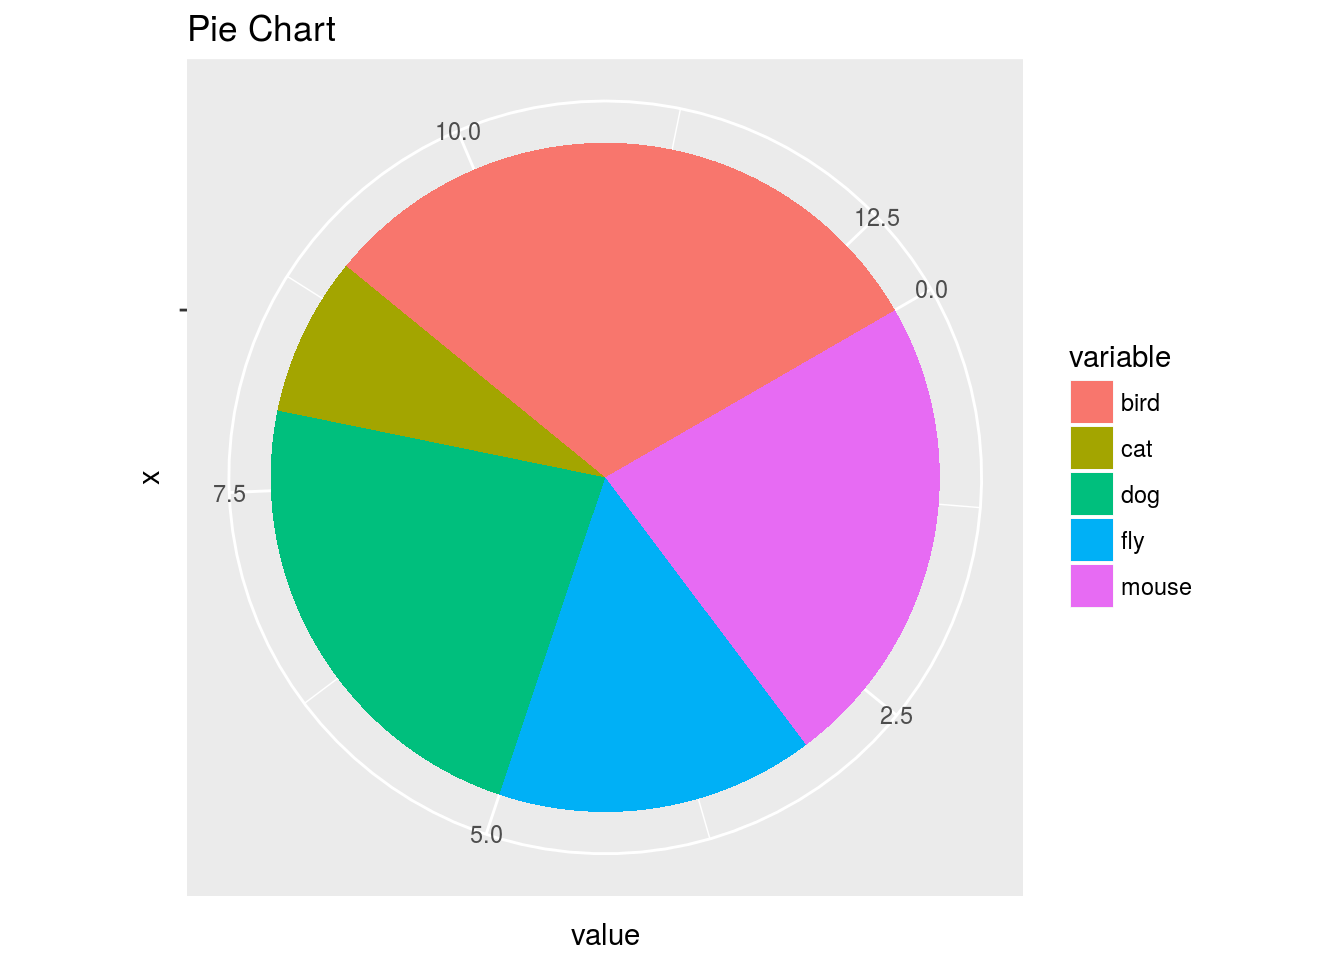 Pie Chart
10.0
12.5
0.0
7.5
2.5
5.0
x
value
variable
bird
cat
dog
fly
mouse